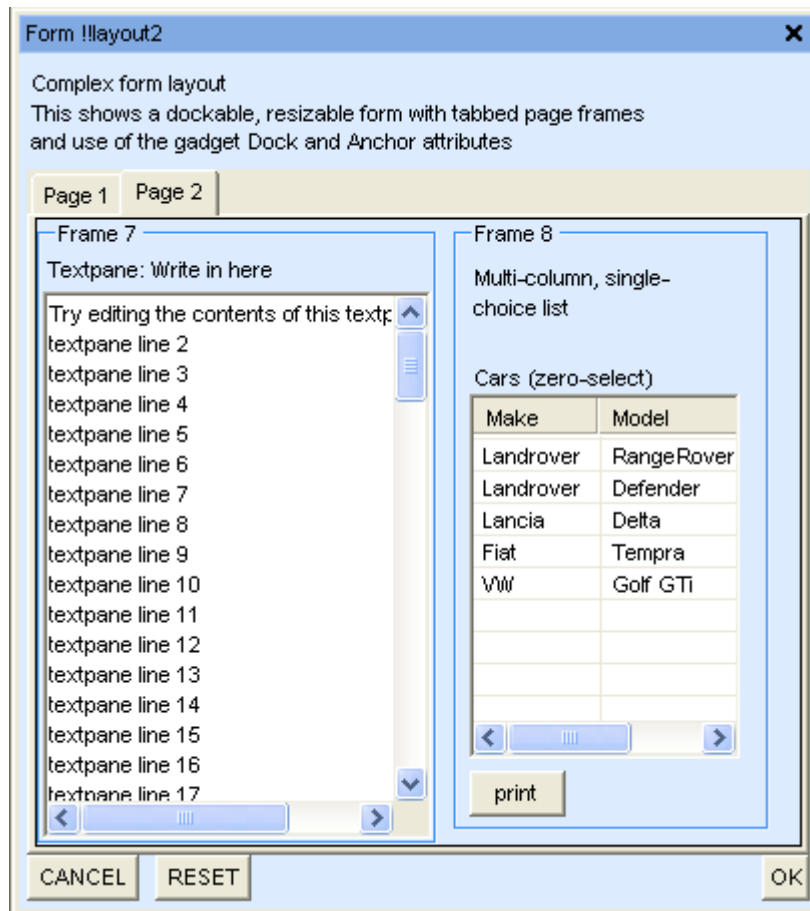 Form !!layout2
Complex form layout
This shows a dockable, resizable form with tabbed page frames
and use of the gadget Dock and Anchor attributes
Page 1 Page 2
Frame 7
Textpane: Write in here
Try editing the contents of this textp
textpane line 2
textpane line 3
textpane line 4
textpane line 5
textpane line 6
textpane line 7
textpane line 8
textpane line 9
textpane line 10
textpane line 11
textpane line 12
textpane line 13
textpane line 14
textpane line 15
textpane line 16
textpane line 17
Frame 8
Multi-column, single-
choice list
Cars (zero-select)
Make Model
Landrover RangeRover
Landrover Defender
Lancia Delta
Fiat Tempra
VW Golf GTi
print
CANCEL RESET OK